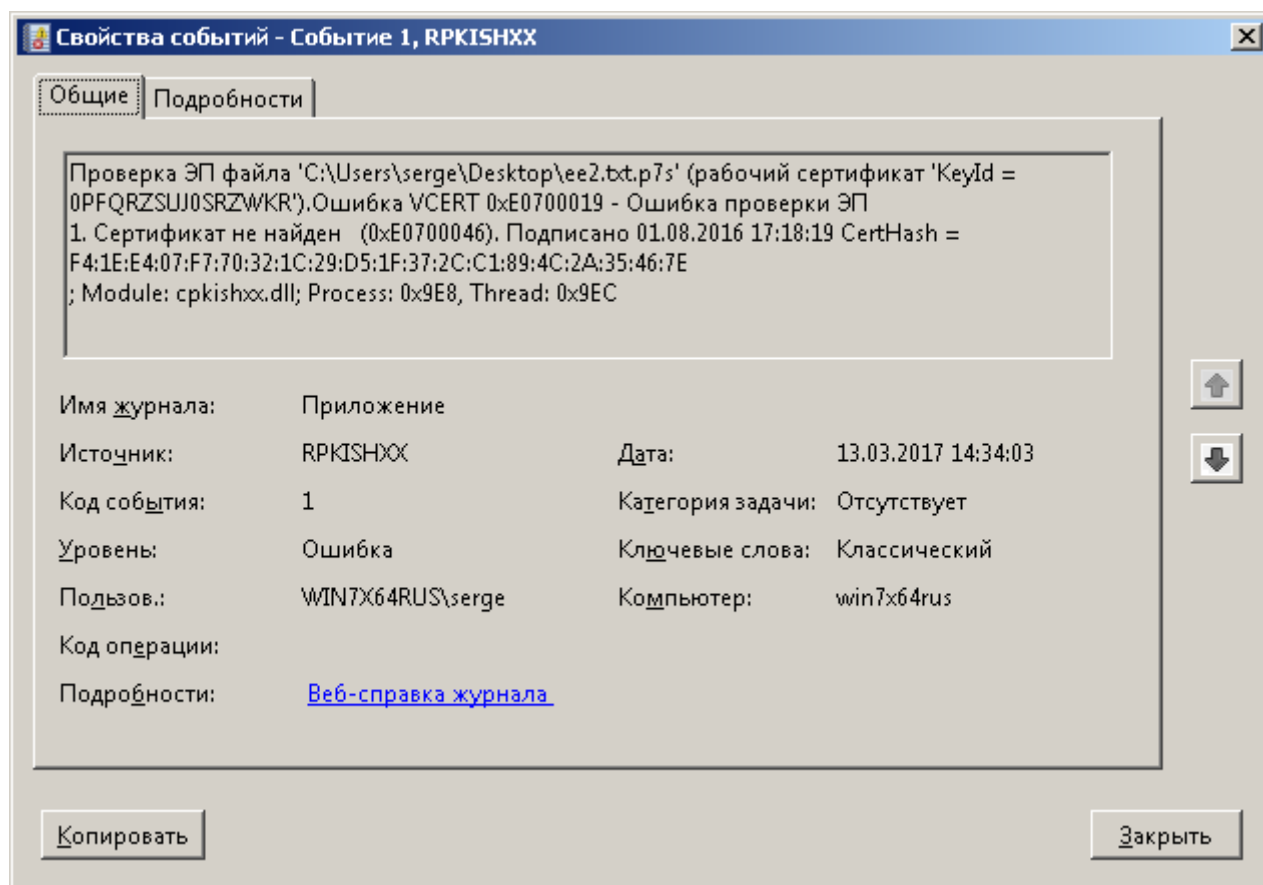 Свойства событий - Событие 1, RPKISHXX
Общие
Подробности
Проверка ЭП файла 'C:\Users\serge\Desktop\ee2.txt.p7s' (рабочий сертификат 'KeyId =
0PFQRZSUJ0SRZWKR').Ошибка VCERT 0xE0700019 - Ошибка проверки ЭП
1. Сертификат не найден   (0xE0700046). Подписано 01.08.2016 17:18:19 CertHash =
F4:1E:E4:07:F7:70:32:1C:29:D5:1F:37:2C:C1:89:4C:2A:35:46:7E
; Module: cpkishxx.dll; Process: 0x9E8, Thread: 0x9EC
Имя журнала: Приложение
Источник: RPKISHXX Дата: 13.03.2017 14:34:03
Код события: 1 Категория задачи: Отсутствует
Уровень: Ошибка Ключевые слова: Классический
Пользов.: WIN7X64RUS\serge Компьютер: win7x64rus
Код операции:
Подробности: Веб-справка журнала
Копировать
Закрыть